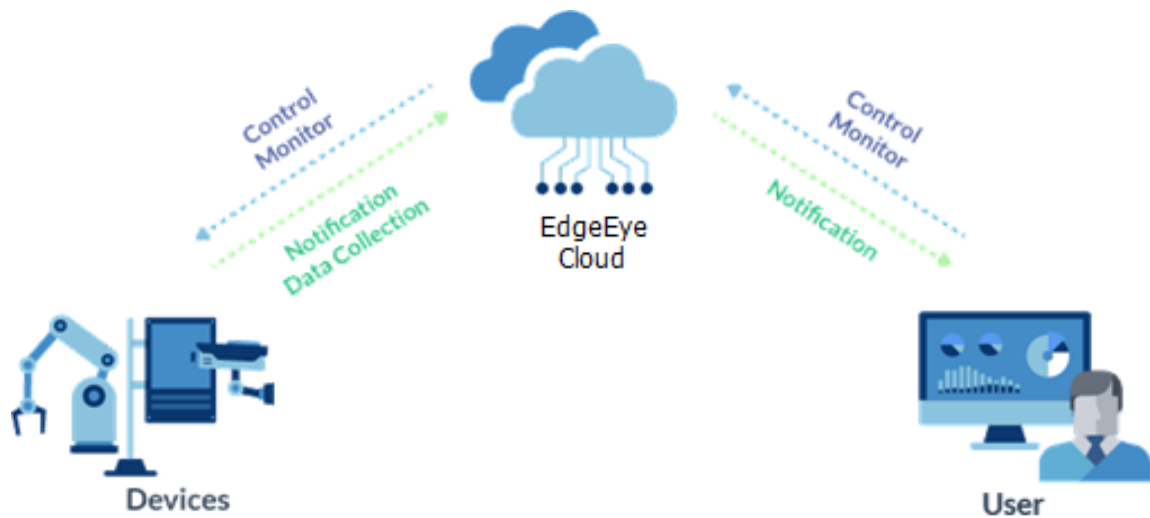 Control
Monitor
Notification
Data Collection
EdgeEye
Cloud
Control
Monitor
Notification
Devices
User